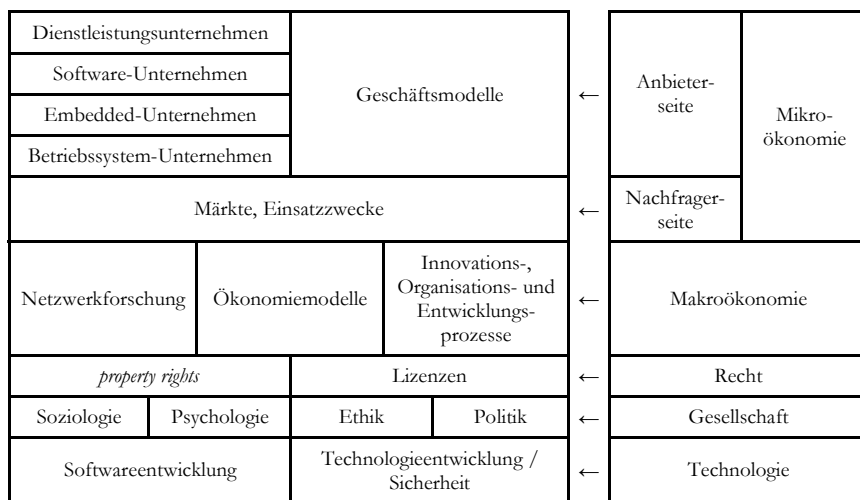 Dienstleistungsunternehmen
Software-Unternehmen
Embedded-Unternehmen
Betriebssystem-Unternehmen
Geschäftsmodelle
←
Anbieter-
seite
Mikro-
ökonomie
Märkte, Einsatzzwecke
←
Nachfrager-
seite
Netzwerkforschung
Ökonomiemodelle
Innovations-,
Organisations- und
Entwicklungs-
prozesse
←
Makroökonomie
property rights
Lizenzen
←
Recht
Soziologie
Psychologie
Ethik
Politik
←
Gesellschaft
Softwareentwicklung
Technologieentwicklung /
Sicherheit
←
Technologie